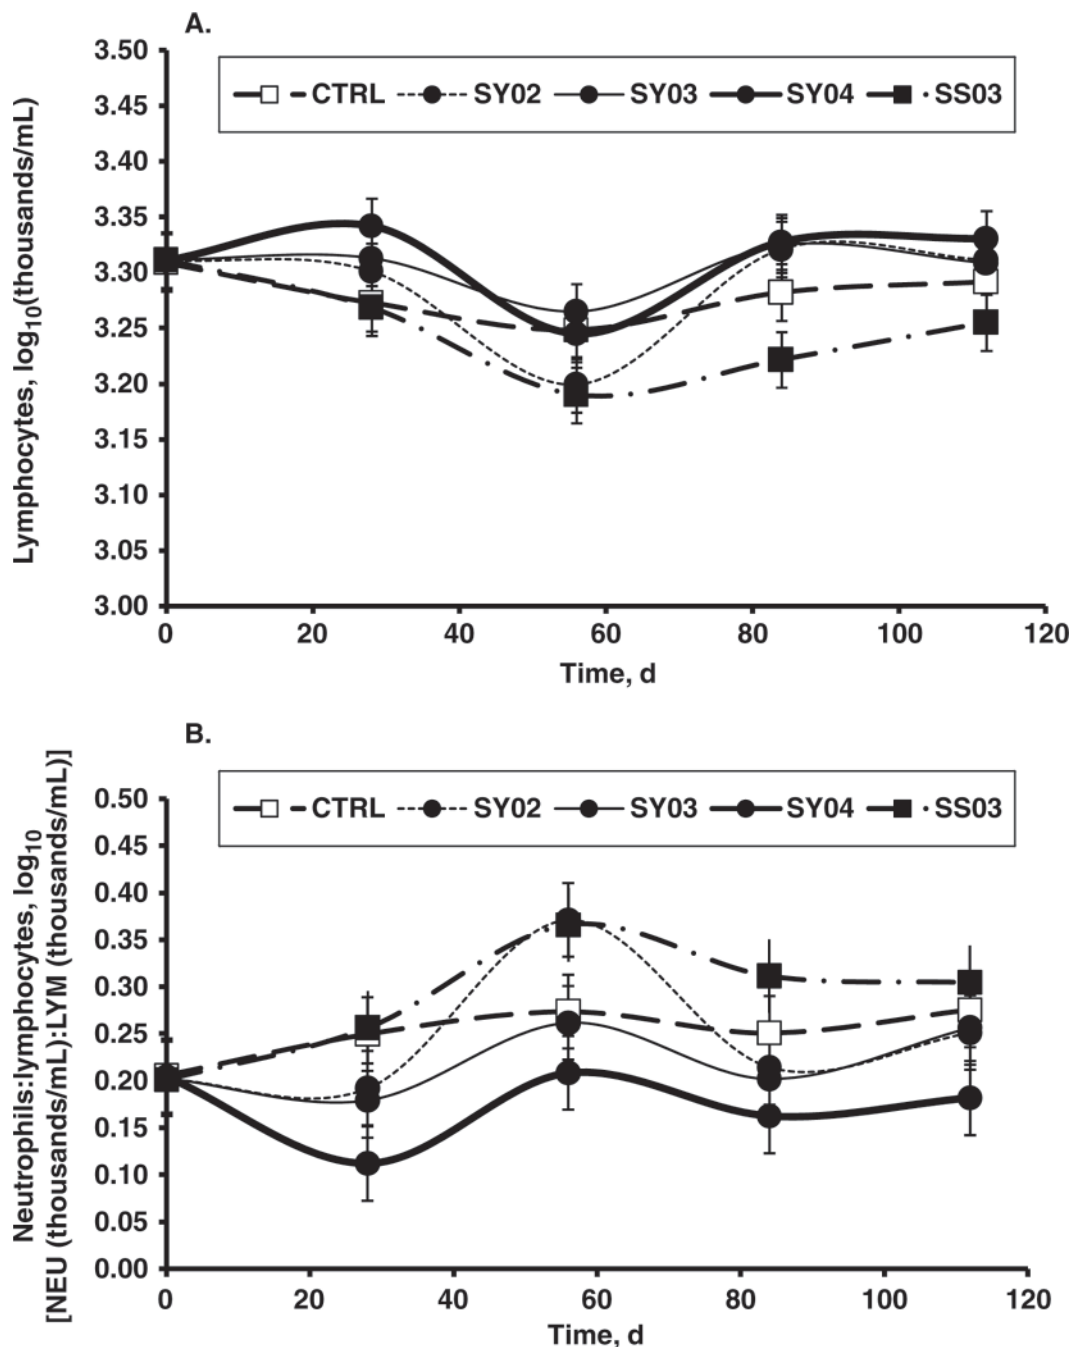 A.
Lymphocytes, log10(thousands/mL)
3.50
3.45
3.40
3.35
3.30
3.25
3.20
3.15
3.10
3.05
3.00
CTRL SY02 SY03 SY04 SS03
0 20 40 60 80 100 120
Time, d
B.
Neutrophils:lymphocytes, log10
[NEU (thousands/mL):LYM (thousands/mL)]
0.50
0.45
0.40
0.35
0.30
0.25
0.20
0.15
0.10
0.05
0.00
CTRL SY02 SY03 SY04 SS03
0 20 40 60 80 100 120
Time, d